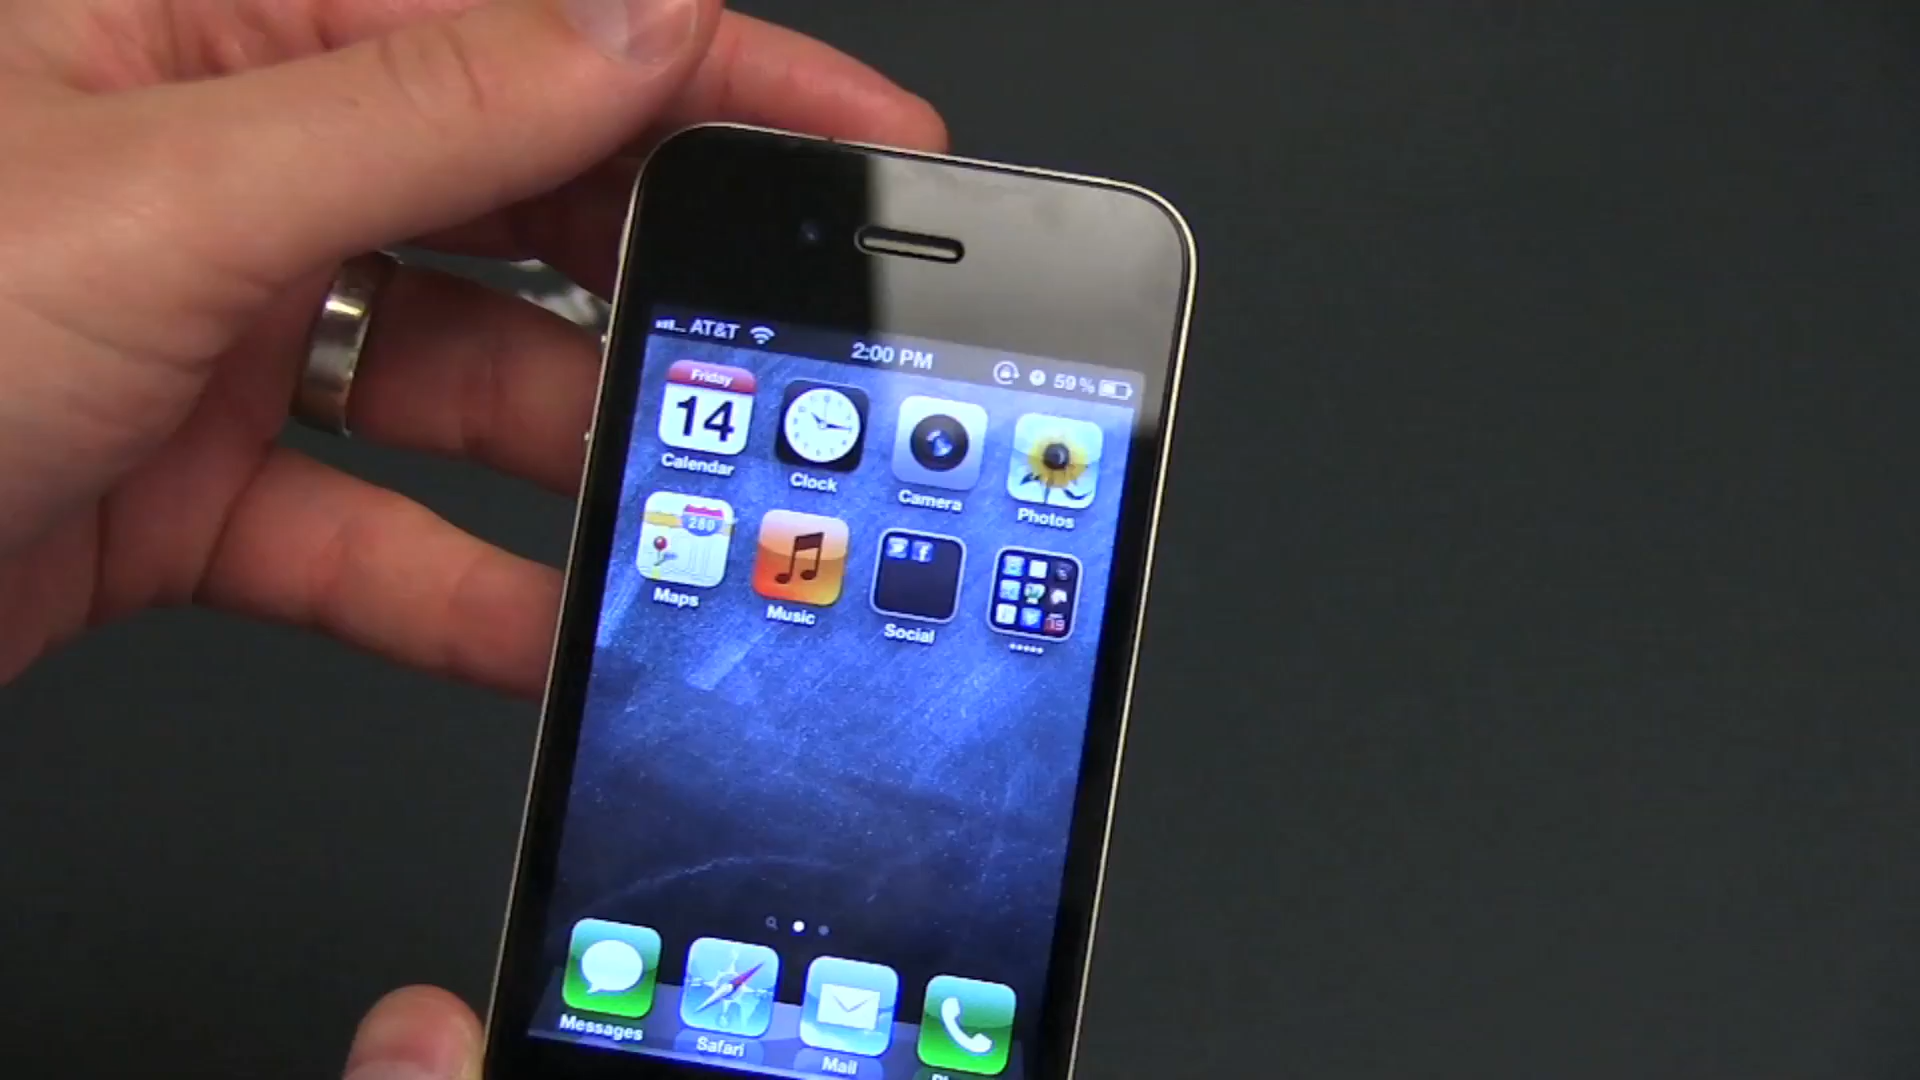 AT&T
2:00 PM
59%
Friday
14
Calendar
Clock
Camera
Photos
280
Maps
Music
Social
•••••
Messages
Safari
Mail